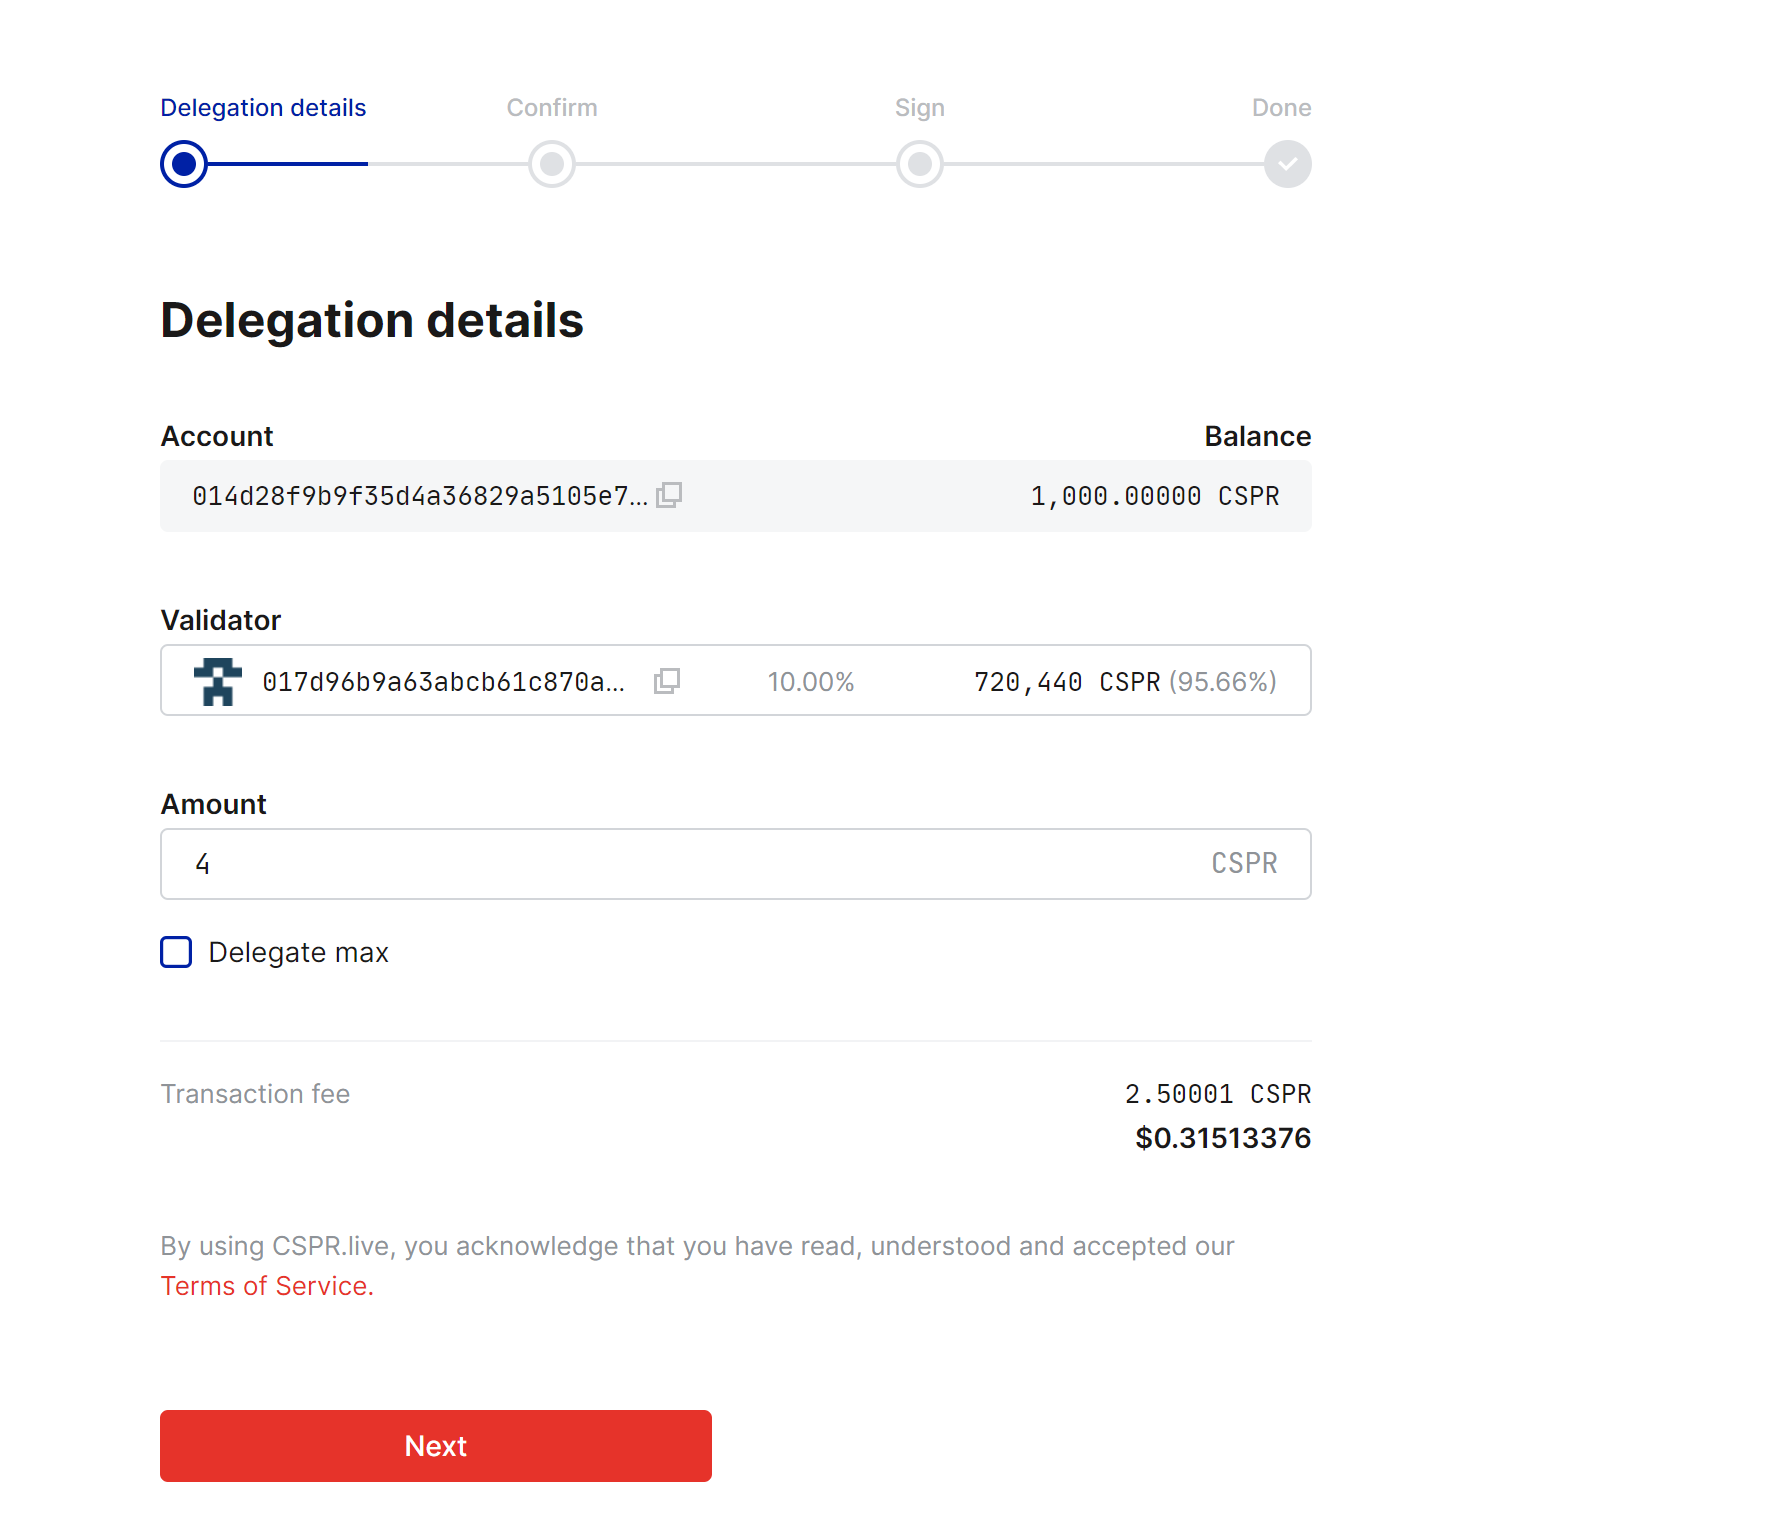 Delegation details Confirm Sign Done
Delegation details
Account Balance
014d28f9b9f35d4a36829a5105e7... 1,000.00000 CSPR
Validator
017d96b9a63abcb61c870a... 10.00% 720,440 CSPR (95.66%)
Amount
4 CSPR
Delegate max
Transaction fee 2.50001 CSPR
$0.31513376
By using CSPR.live, you acknowledge that you have read, understood and accepted our
Terms of Service.
Next